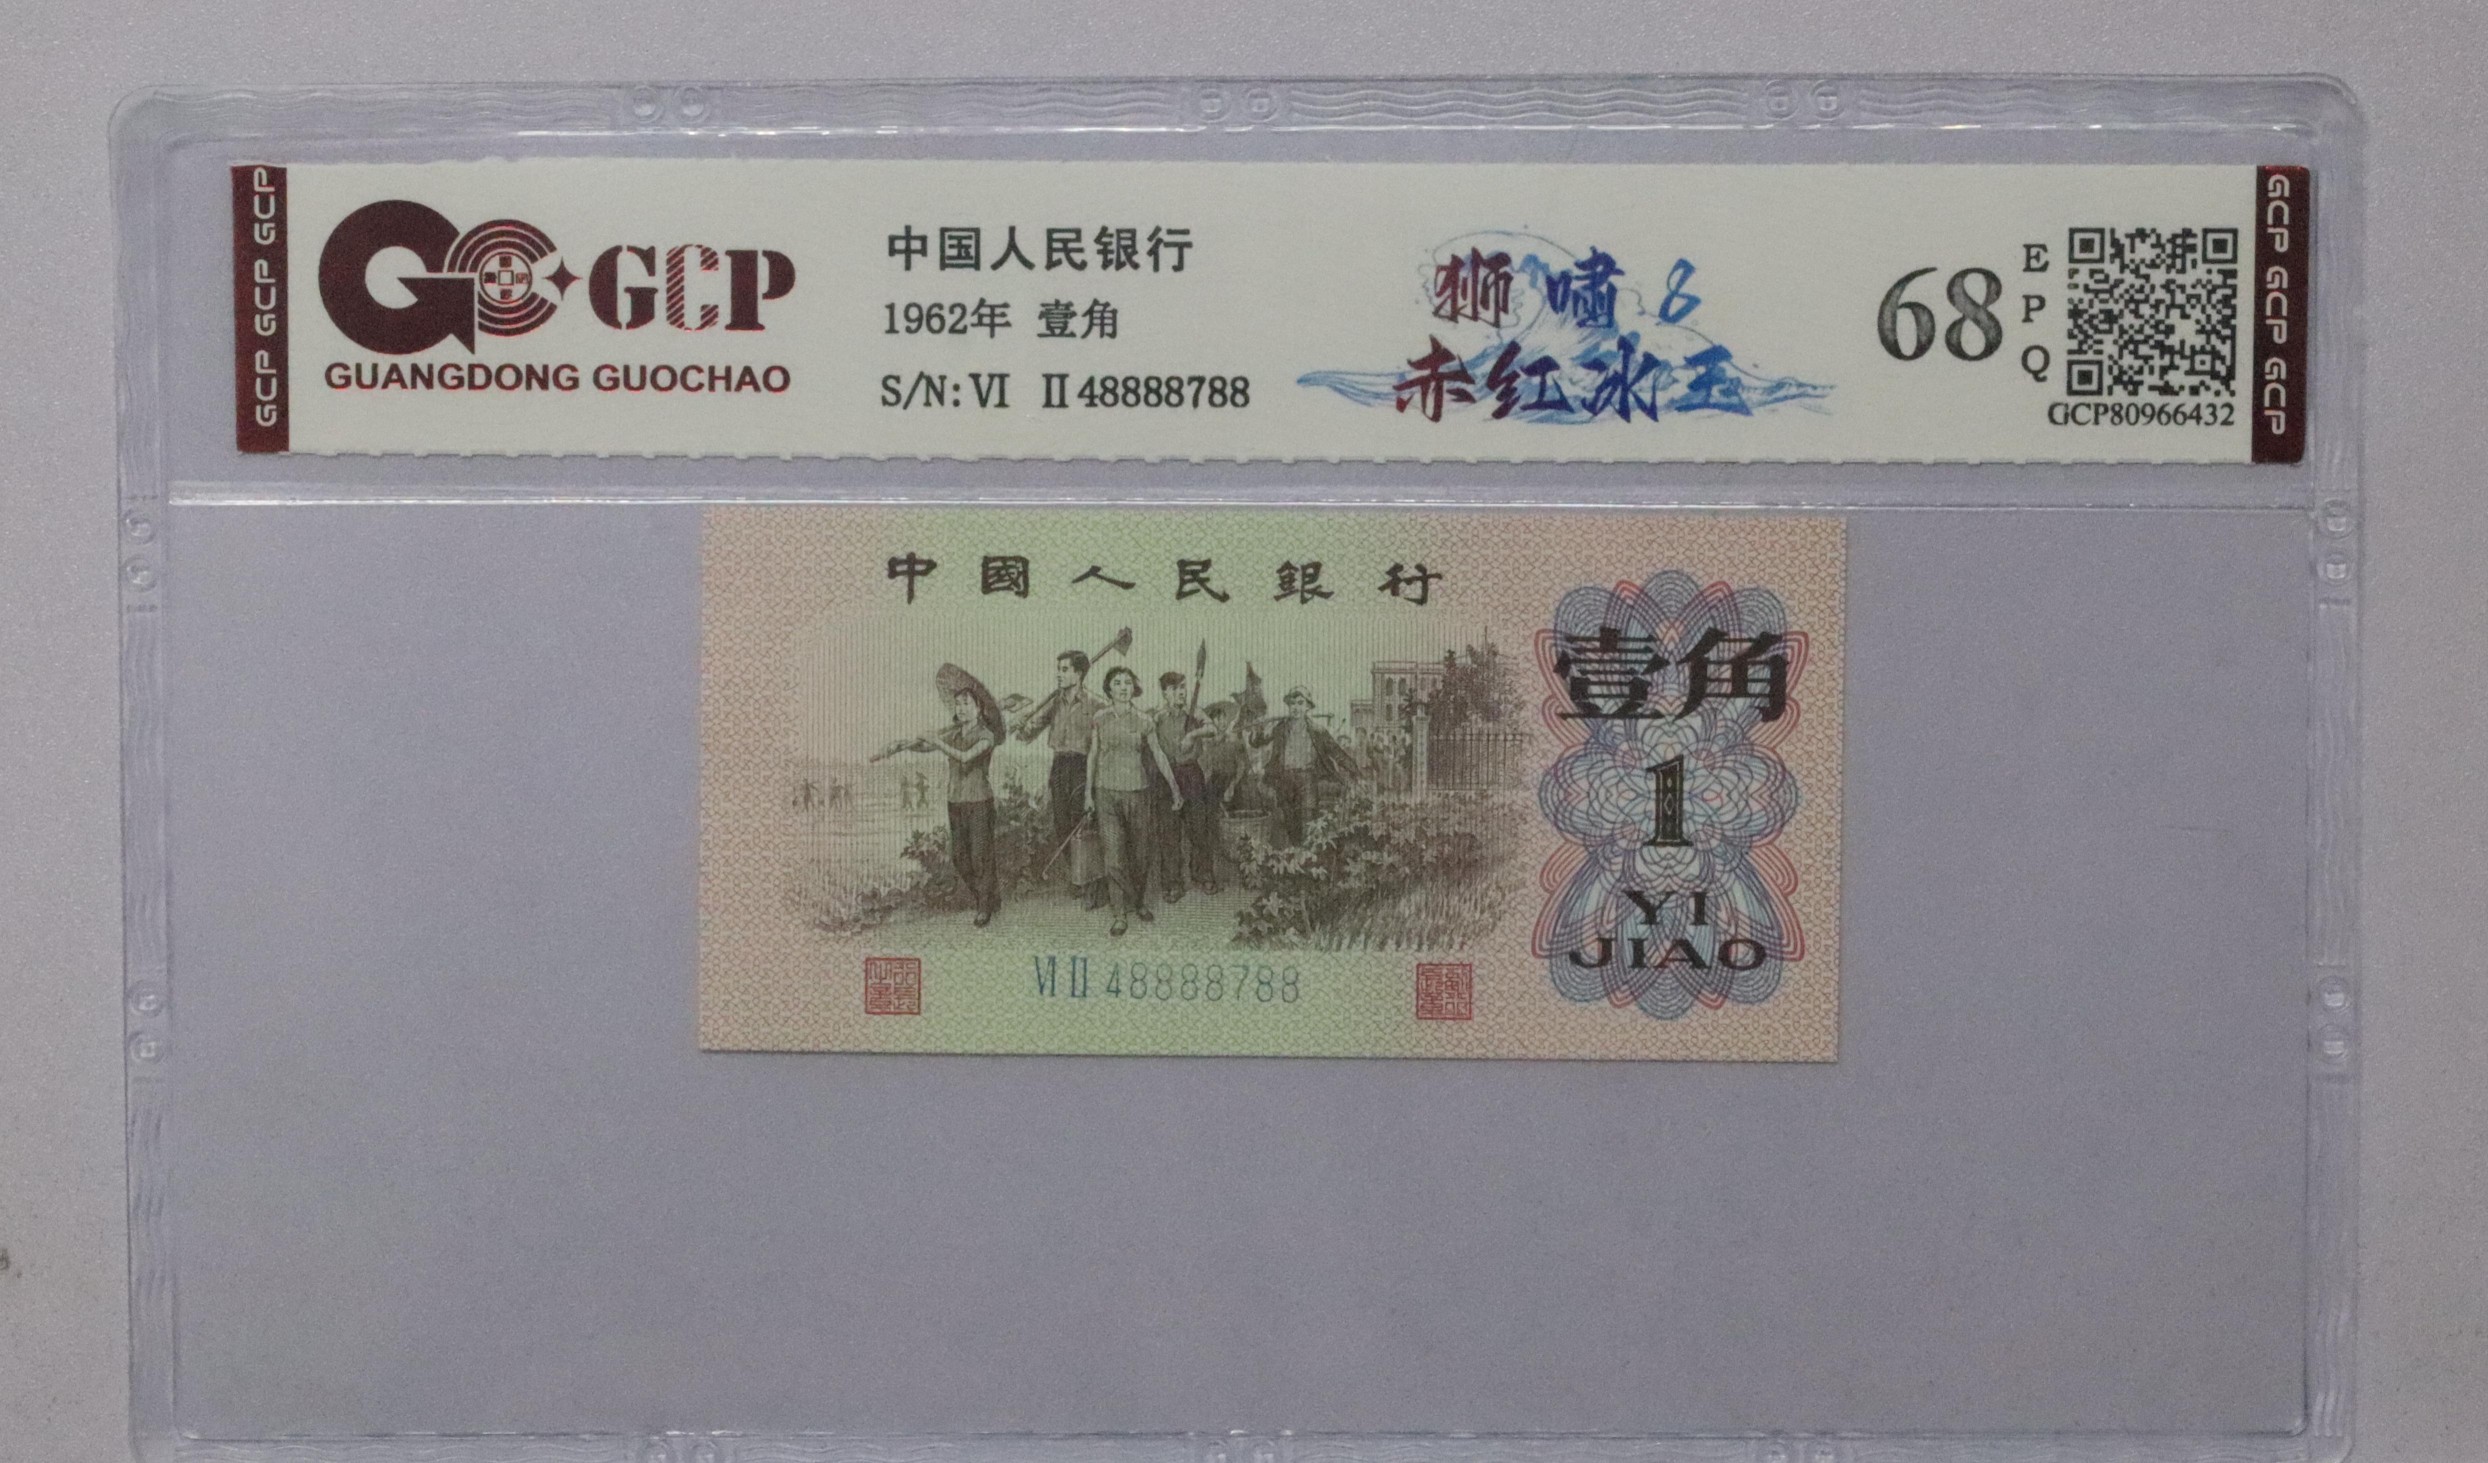 GCP GCP GCP
GCP
GUANGDONG GUOCHAO
中国人民银行
1962年 壹角
S/N: VI II 48888788
狮啸8
赤红冰玉
68
E
P
Q
GCP80966432
GCP GCP GCP
中國人民銀行
壹角
1
YI
JIAO
VI II 48888788